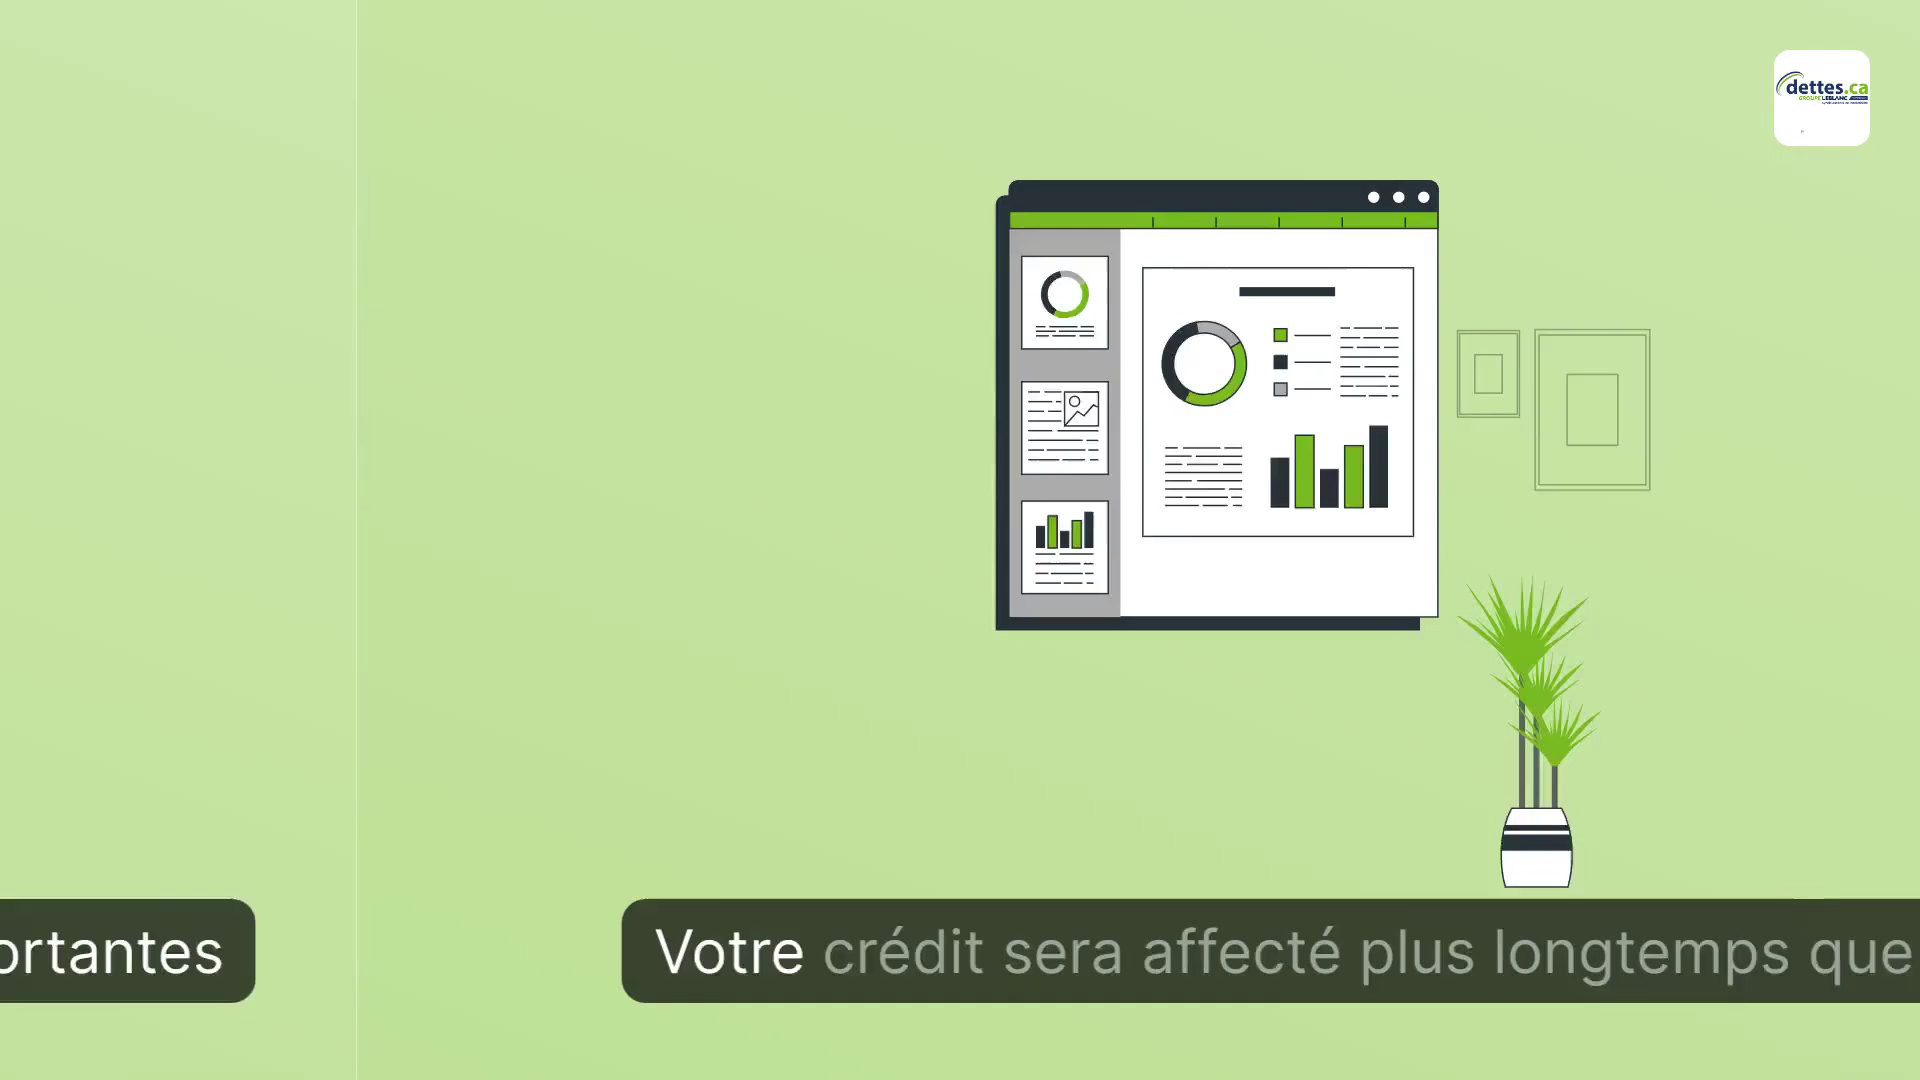 dettes.ca
GROUPE LEBLANC
ortantes
Votre crédit sera affecté plus longtemps que